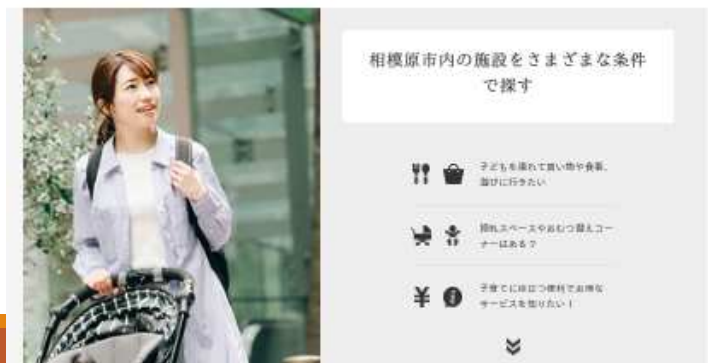 相模原市内の施設をさまざまな条件
で探す
子どもを連れて買い物や食事、
遊びに行きたい
授乳スペースやおむつ替えコー
ナーはある？
子育てに役立つ便利でお得な
サービスを知りたい！